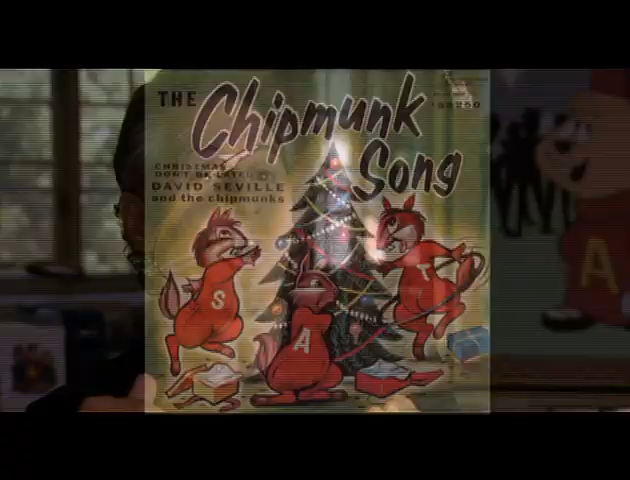 THE Chipmunk
Song
CHRISTMAS
DON'T BE LATE
DAVID SEVILLE
and the chipmunks
S
A
T
A